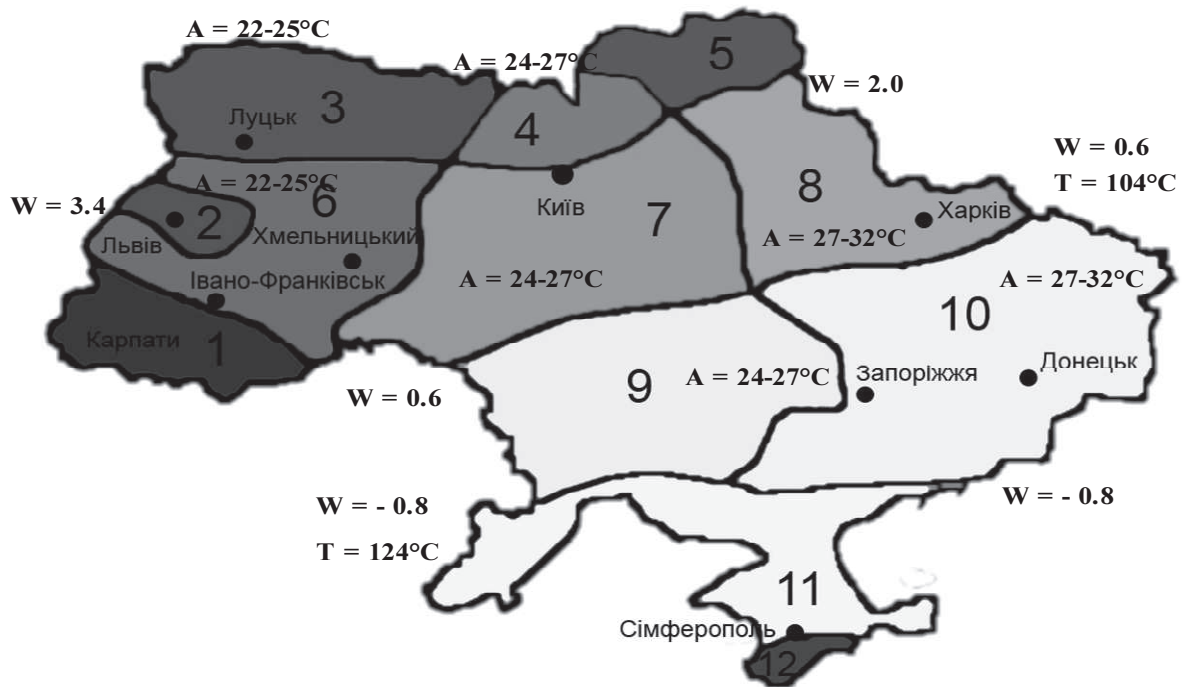 A = 22-25°C
A = 24-27°C
5
W = 2.0
3
Луцьк
4
W = 0.6
T = 104°C
A = 22-25°C
6
8
W = 3.4
2
Київ
7
Харків
Львів
Хмельницький
A = 27-32°C
Івано-Франківськ
A = 24-27°C
A = 27-32°C
10
Карпати
1
9
A = 24-27°C
Запоріжжя
Донецьк
W = 0.6
W = - 0.8
T = 124°C
W = - 0.8
11
Сімферополь
12